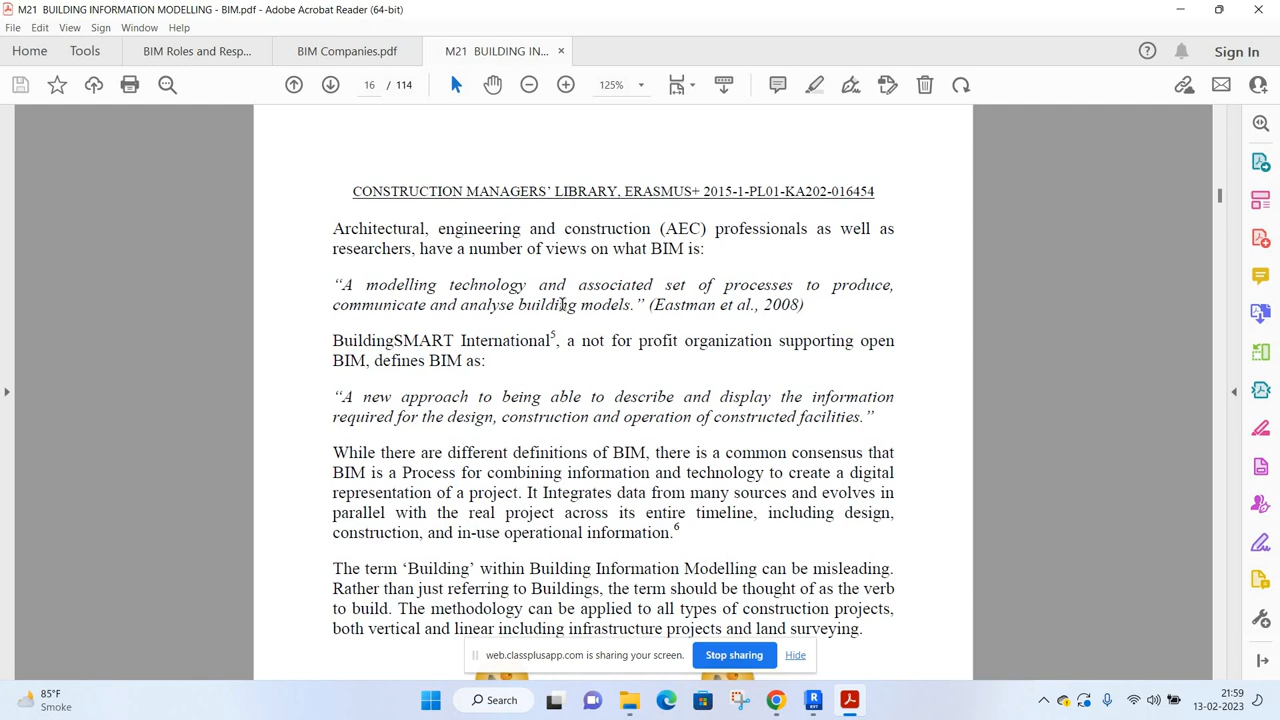 M21 BUILDING INFORMATION MODELLING - BIM.pdf - Adobe Acrobat Reader (64-bit)
File Edit View Sign Window Help
Home Tools BIM Roles and Resp... BIM Companies.pdf M21 BUILDING IN... × Sign In
16 / 114 125%
CONSTRUCTION MANAGERS’ LIBRARY, ERASMUS+ 2015-1-PL01-KA202-016454
Architectural, engineering and construction (AEC) professionals as well as
researchers, have a number of views on what BIM is:
“A modelling technology and associated set of processes to produce,
communicate and analyse building models.” (Eastman et al., 2008)
BuildingSMART International5, a not for profit organization supporting open
BIM, defines BIM as:
“A new approach to being able to describe and display the information
required for the design, construction and operation of constructed facilities.”
While there are different definitions of BIM, there is a common consensus that
BIM is a Process for combining information and technology to create a digital
representation of a project. It Integrates data from many sources and evolves in
parallel with the real project across its entire timeline, including design,
construction, and in-use operational information.6
The term ‘Building’ within Building Information Modelling can be misleading.
Rather than just referring to Buildings, the term should be thought of as the verb
to build. The methodology can be applied to all types of construction projects,
both vertical and linear including infrastructure projects and land surveying.
web.classplusapp.com is sharing your screen. Stop sharing Hide
85°F
Smoke
Search
21:59
13-02-2023